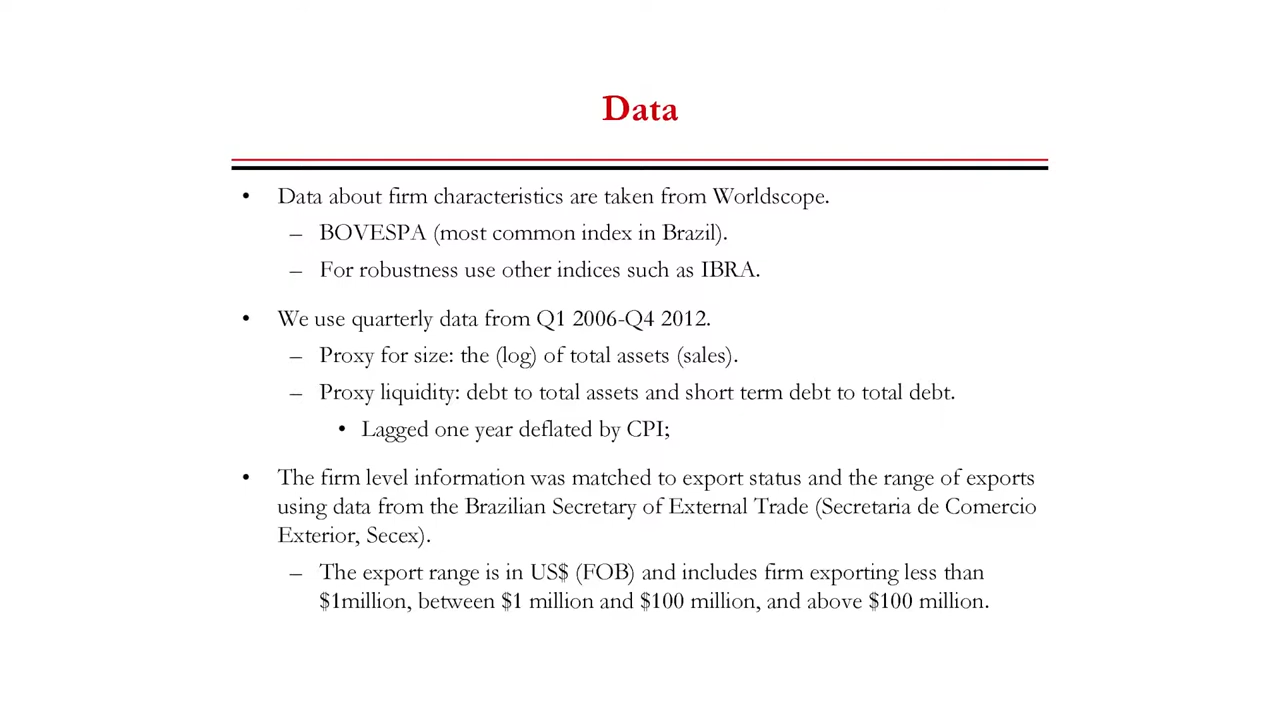 Data
• Data about firm characteristics are taken from Worldscope.
– BOVESPA (most common index in Brazil).
– For robustness use other indices such as IBRA.
• We use quarterly data from Q1 2006-Q4 2012.
– Proxy for size: the (log) of total assets (sales).
– Proxy liquidity: debt to total assets and short term debt to total debt.
• Lagged one year deflated by CPI;
• The firm level information was matched to export status and the range of exports
using data from the Brazilian Secretary of External Trade (Secretaria de Comercio
Exterior, Secex).
– The export range is in US$ (FOB) and includes firm exporting less than
$1million, between $1 million and $100 million, and above $100 million.